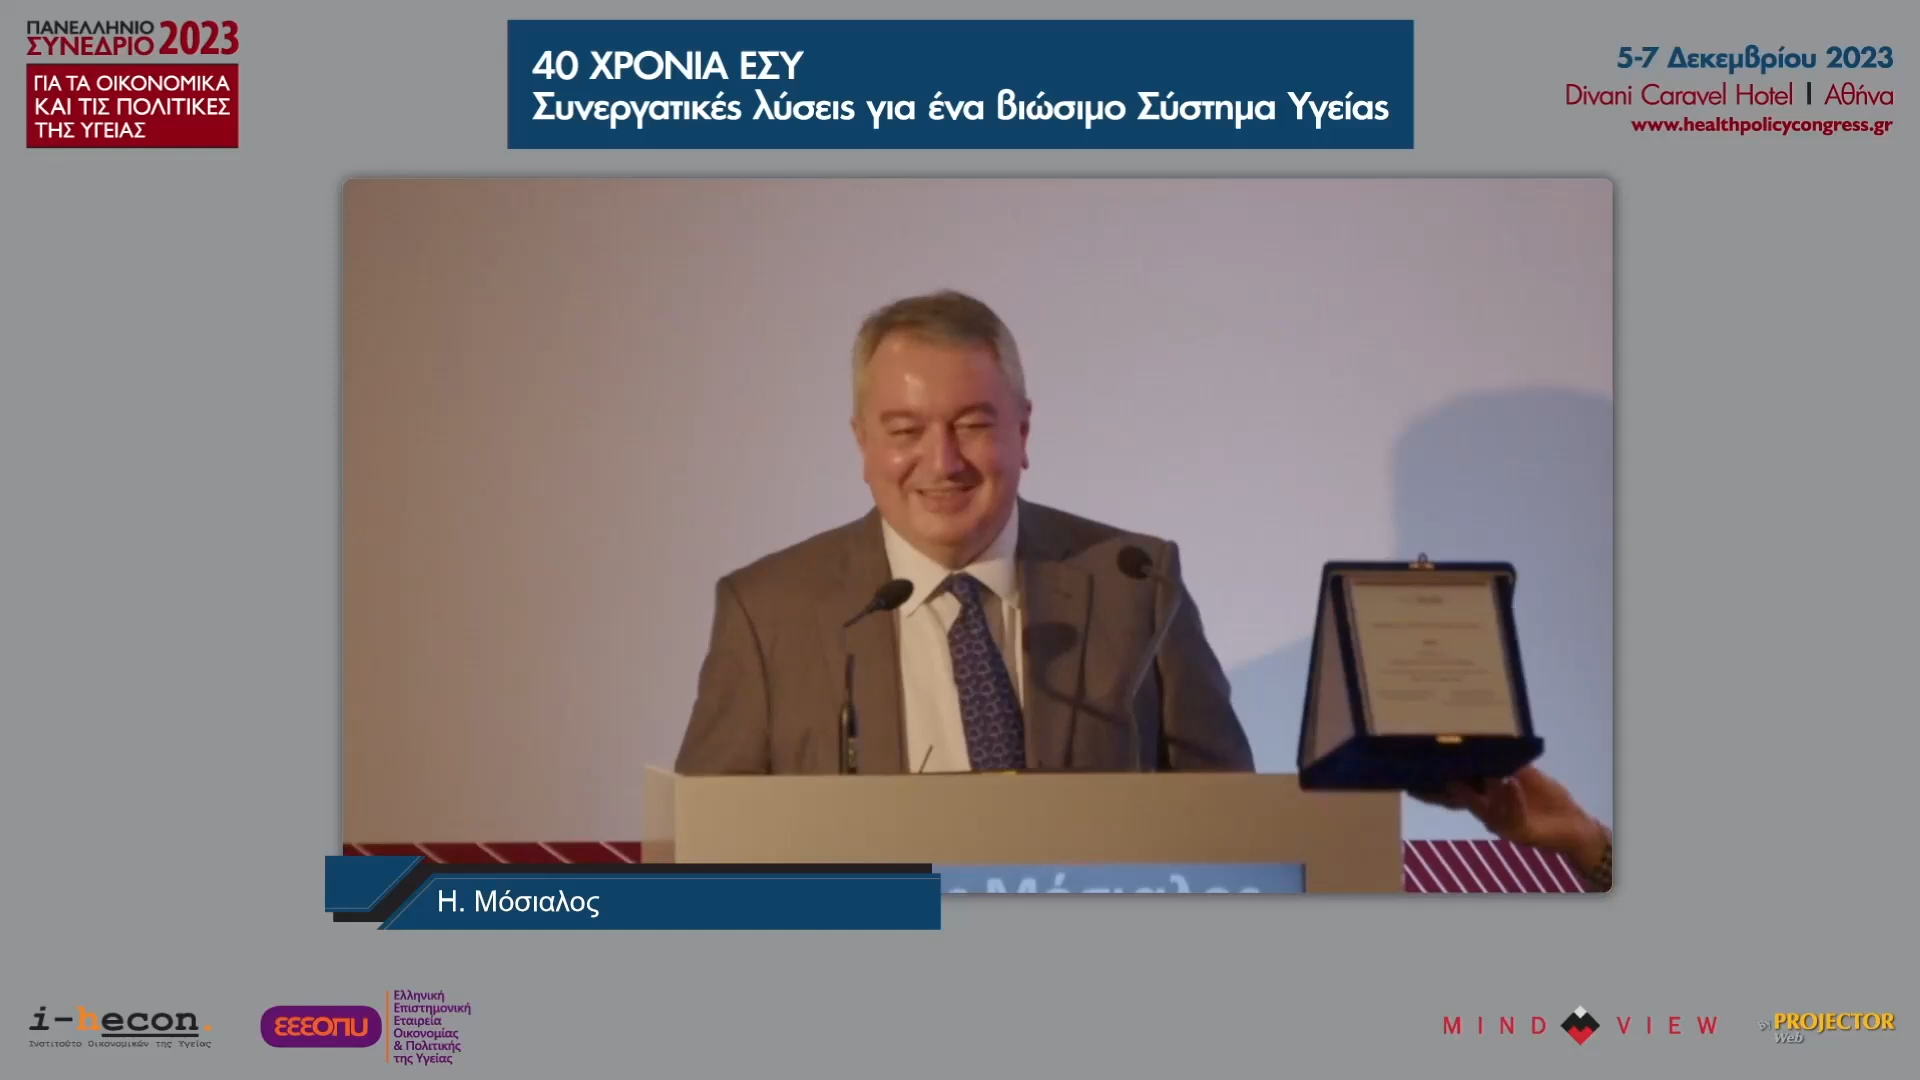 ΠΑΝΕΛΛΗΝΙΟ
ΣΥΝΕΔΡΙΟ 2023
ΓΙΑ ΤΑ ΟΙΚΟΝΟΜΙΚΑ
ΚΑΙ ΤΙΣ ΠΟΛΙΤΙΚΕΣ
ΤΗΣ ΥΓΕΙΑΣ
40 ΧΡΟΝΙΑ ΕΣΥ
Συνεργατικές λύσεις για ένα βιώσιμο Σύστημα Υγείας
5-7 Δεκεμβρίου 2023
Divani Caravel Hotel | Αθήνα
www.healthpolicycongress.gr
Μόσιαλος
Η. Μόσιαλος
i-hecon.
Ινστιτούτο Οικονομικών της Υγείας
εεεοπυ
Ελληνική
Επιστημονική
Εταιρεία
Οικονομίας
& Πολιτικής
της Υγείας
MIND VIEW
BY PROJECTOR
Web